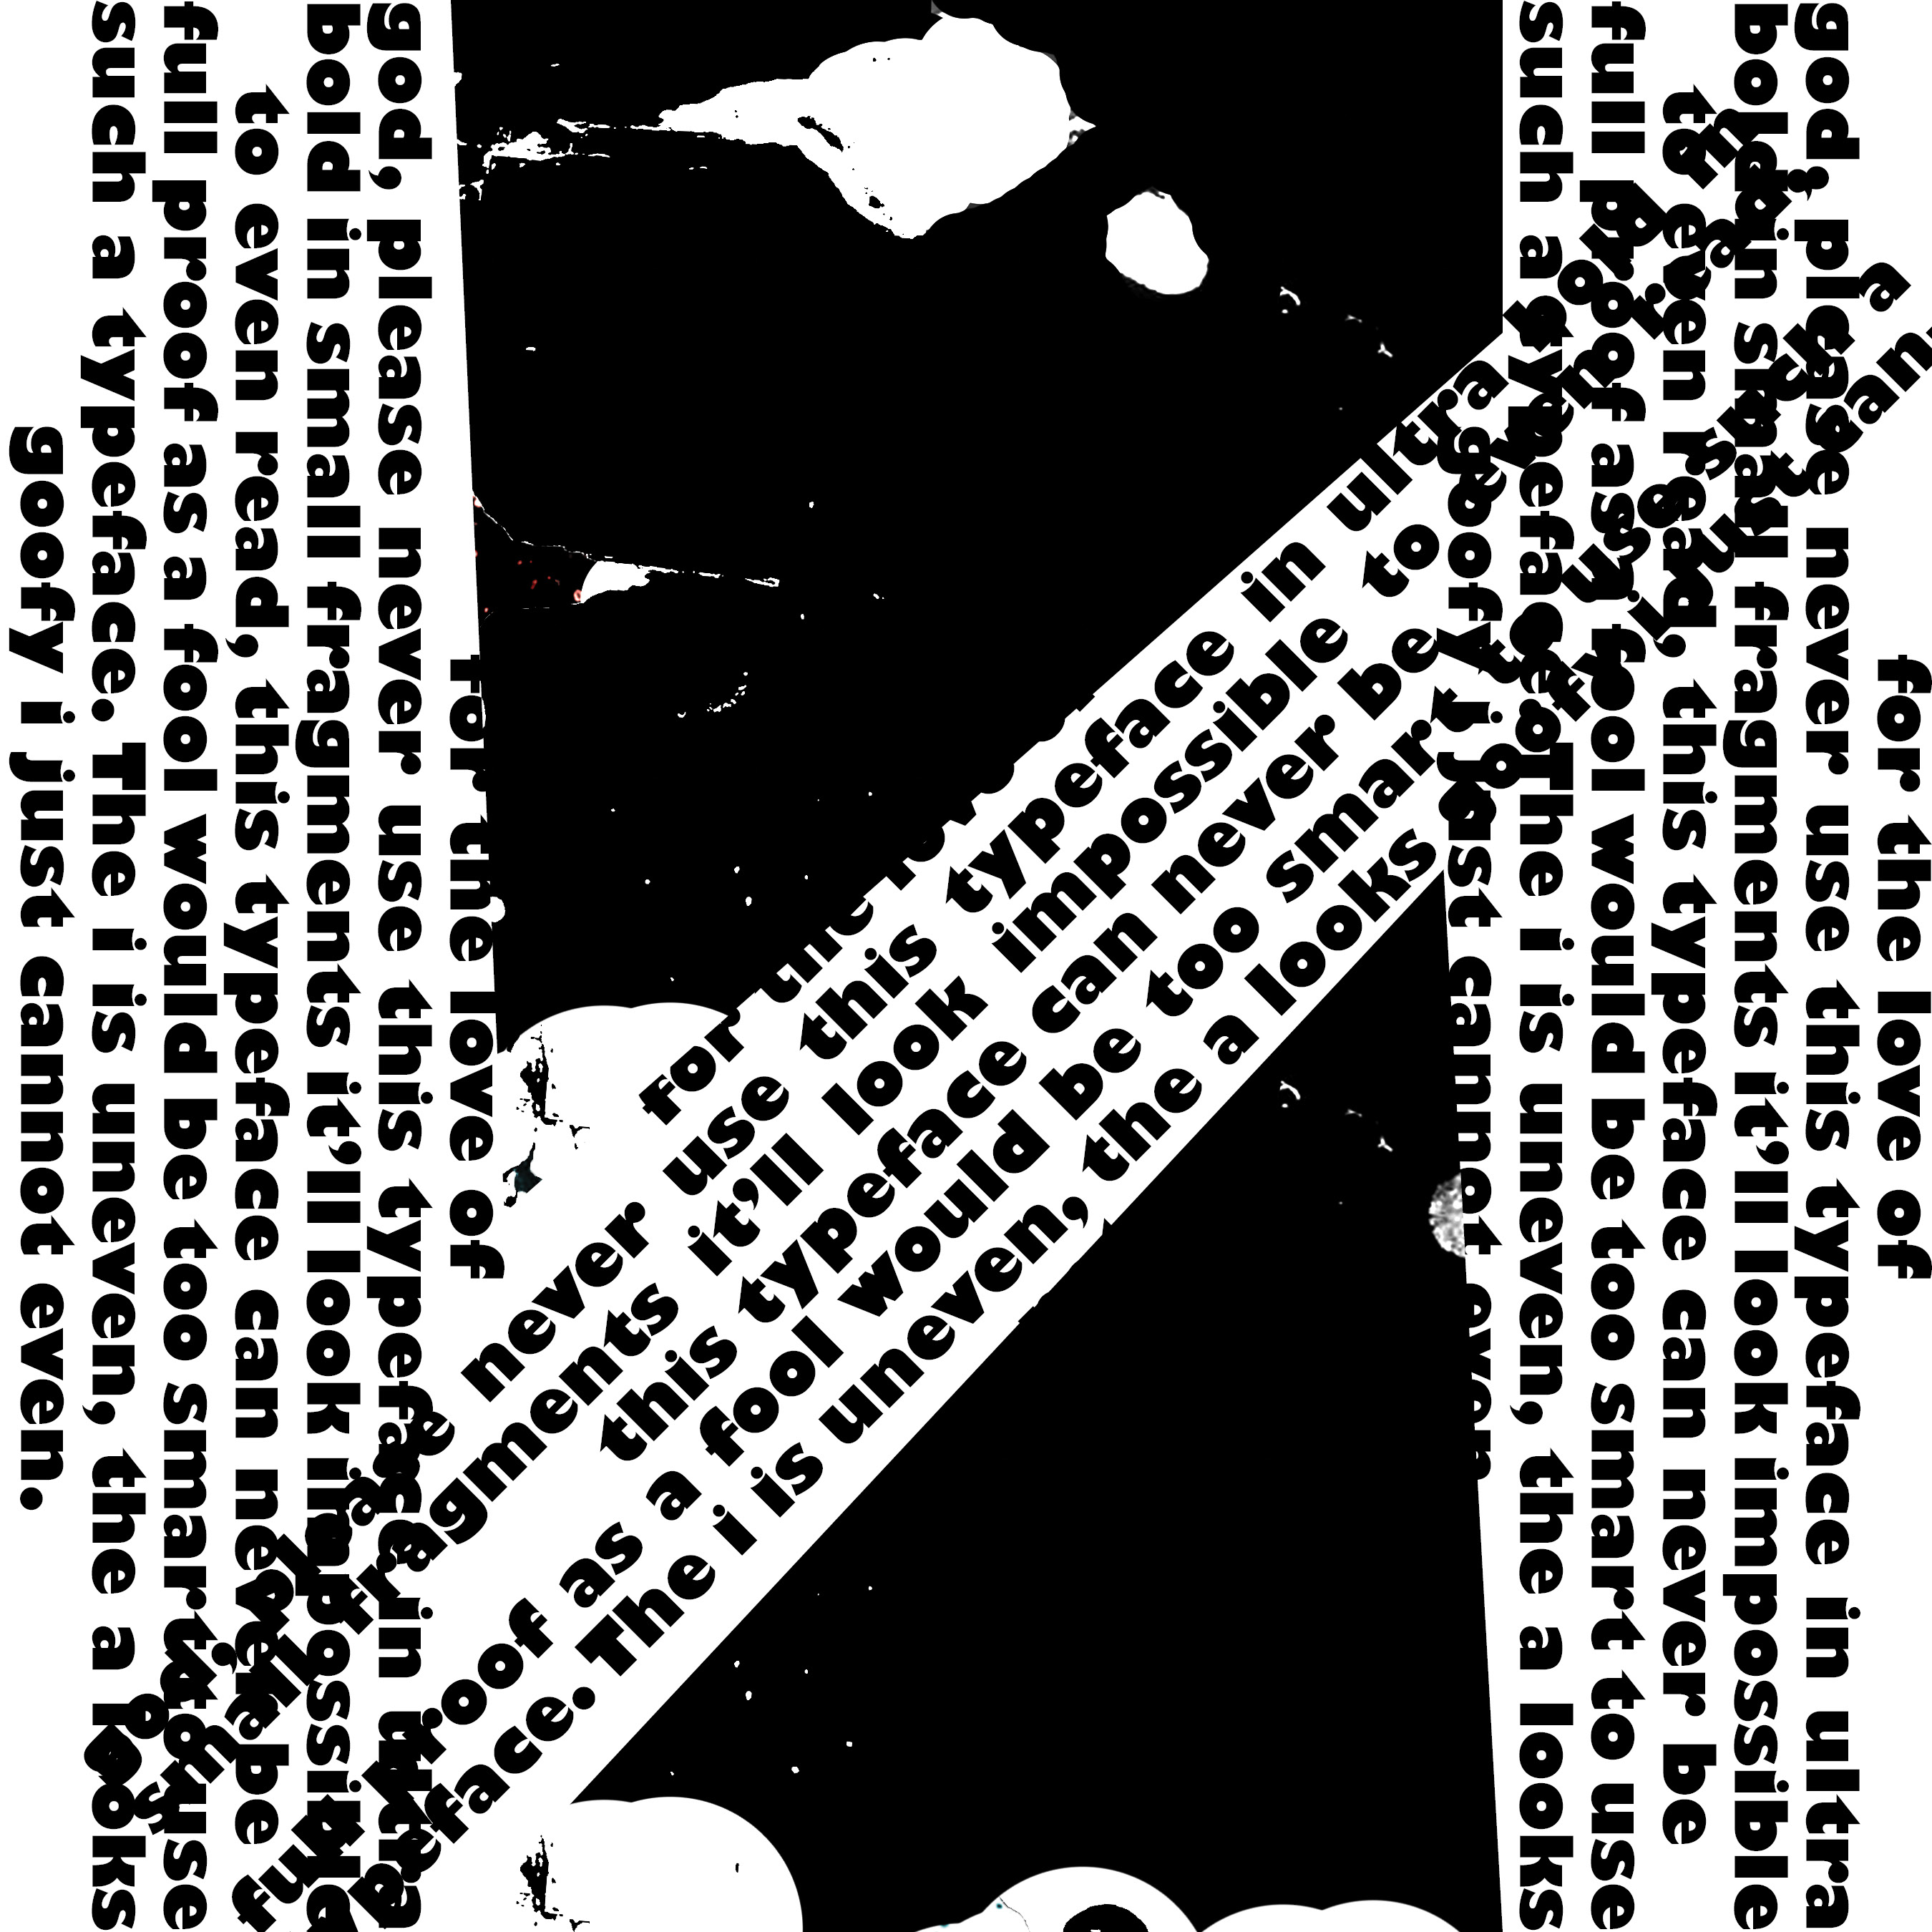 for the love of
god, please never use this typeface in ultra
bold in small fragments it;ll look impossible
to even read, this typeface can never be
full proof as a fool would be too smart to use
such a typeface. The i is uneven, the a looks
goofy i just cannot even.
never use this typeface in ultra
fragments it;ll look impossible to
this typeface can never be
proof as a fool would be too smart
face. The i is uneven, the a looks
for the love of
god, please never use this typeface in ultra
bold in small fragments it;ll look impossible
to even read, this typeface can never be
full proof as a fool would be too smart to use
such a typeface. The i is uneven, the a looks
goofy i just cannot even.